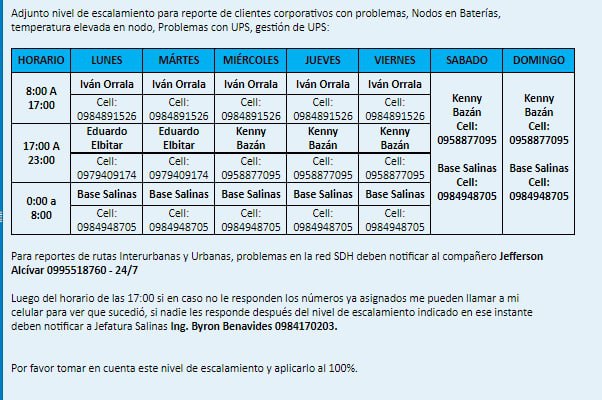 Adjunto nivel de escalamiento para reporte de clientes corporativos con problemas, Nodos en Baterías,
temperatura elevada en nodo, Problemas con UPS, gestión de UPS:
HORARIO LUNES MÁRTES MIÉRCOLES JUEVES VIERNES SABADO DOMINGO
8:00 A
17:00
Iván Orrala Iván Orrala Iván Orrala Iván Orrala Iván Orrala
Cell: Cell: Cell: Cell: Cell:
0984891526 0984891526 0984891526 0984891526 0984891526
17:00 A
23:00
Eduardo Eduardo Kenny Kenny Kenny
Elbitar Elbitar Bazán Bazán Bazán
Cell: Cell: Cell: Cell: Cell:
0979409174 0979409174 0958877095 0958877095 0958877095
0:00 a
8:00
Base Salinas Base Salinas Base Salinas Base Salinas Base Salinas
Cell: Cell: Cell: Cell: Cell:
0984948705 0984948705 0984948705 0984948705 0984948705
Kenny
Bazán
Cell:
0958877095
Base Salinas
Cell:
0984948705
Kenny
Bazán
Cell:
0958877095
Base Salinas
Cell:
0984948705
Para reportes de rutas Interurbanas y Urbanas, problemas en la red SDH deben notificar al compañero Jefferson
Alcívar 0995518760 - 24/7
Luego del horario de las 17:00 si en caso no le responden los números ya asignados me pueden llamar a mi
celular para ver que sucedió, si nadie les responde después del nivel de escalamiento indicado en ese instante
deben notificar a Jefatura Salinas Ing. Byron Benavides 0984170203.
Por favor tomar en cuenta este nivel de escalamiento y aplicarlo al 100%.